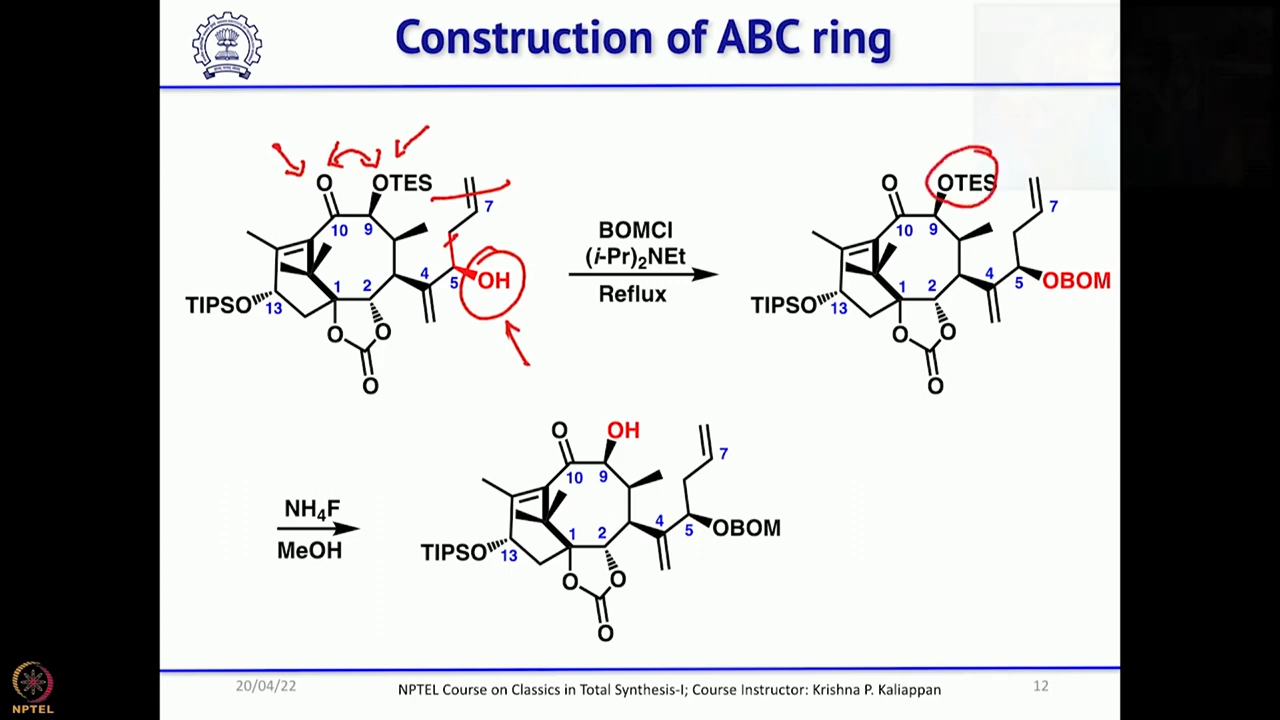 Construction of ABC ring
O OTES
10 9 7
4
1 2 5 OH
TIPSO 13
O O
O
BOMCl
(i-Pr)2NEt
Reflux
O OTES
10 9 7
4
1 2 5 OBOM
TIPSO 13
O O
O
NH4F
MeOH
O OH
10 9 7
4
1 2 5 OBOM
TIPSO 13
O O
O
NPTEL
20/04/22 NPTEL Course on Classics in Total Synthesis-I; Course Instructor: Krishna P. Kaliappan 12